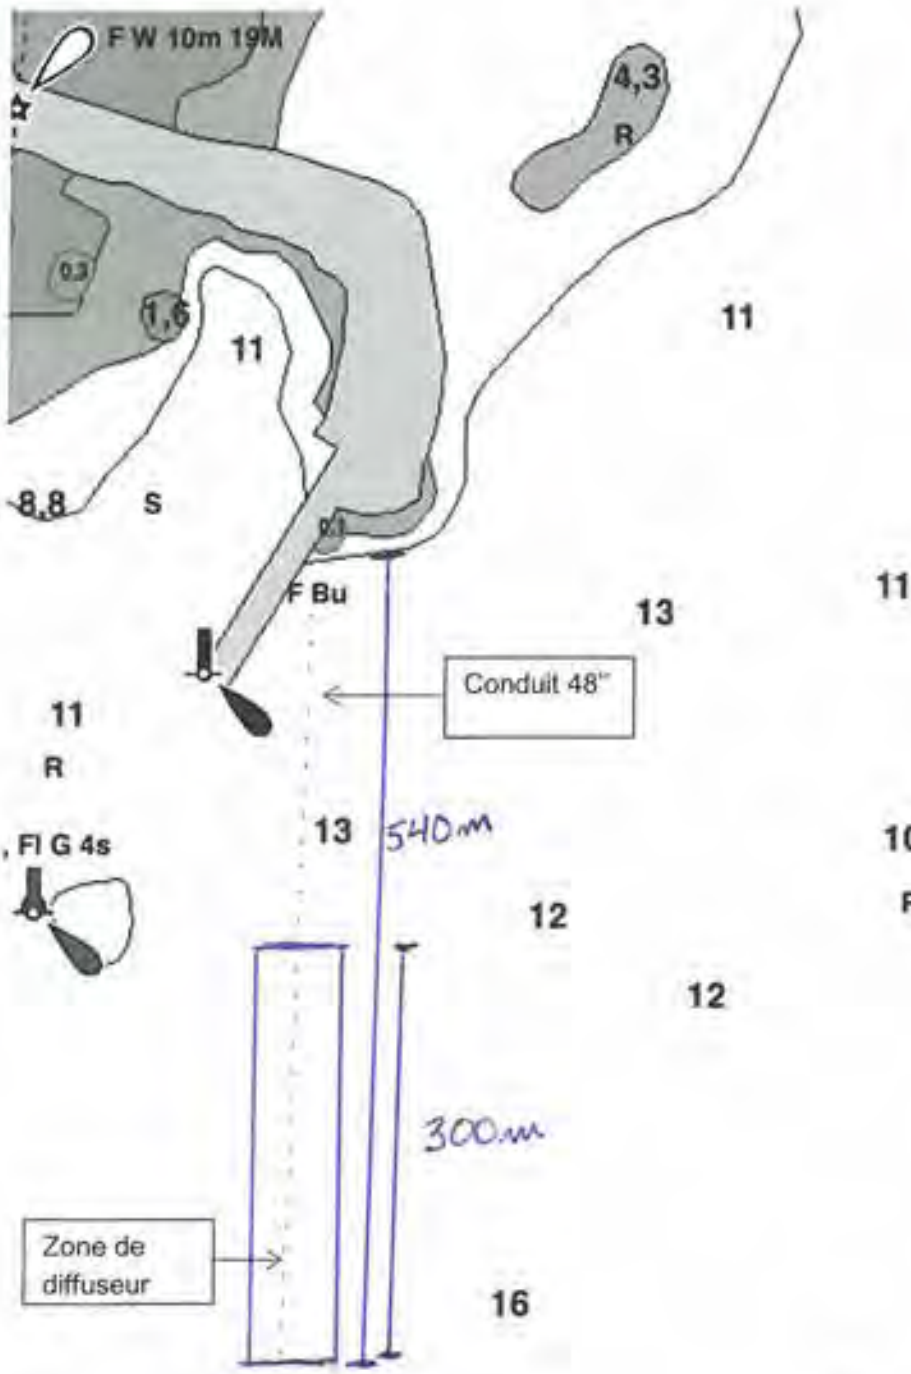 F W 10m 19M
4,3
R
0,3
1,6
11
11
8,8
S
0,1
F Bu
13
11
Conduit 48"
11
R
13
540m
, Fl G 4s
10
12
12
300m
Zone de
diffuseur
16